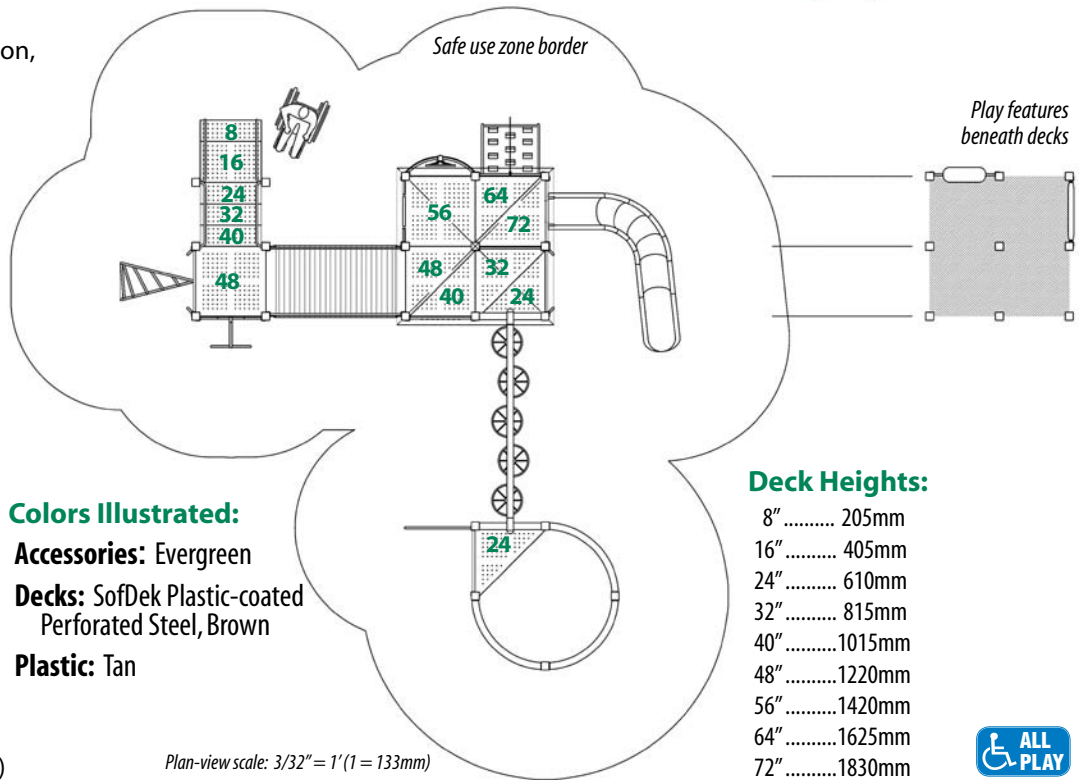 on,
Safe use zone border
Play features
beneath decks
8
16
24
32
40
48
56
64
72
48
40
32
24
24
Colors Illustrated:
Accessories: Evergreen
Decks: SofDek Plastic-coated
Perforated Steel, Brown
Plastic: Tan
)
Plan-view scale: 3/32" = 1' (1 = 133mm)
Deck Heights:
8" .......... 205mm
16" .......... 405mm
24" .......... 610mm
32" .......... 815mm
40" ..........1015mm
48" ..........1220mm
56" ..........1420mm
64" ..........1625mm
72" ..........1830mm
ALL
PLAY